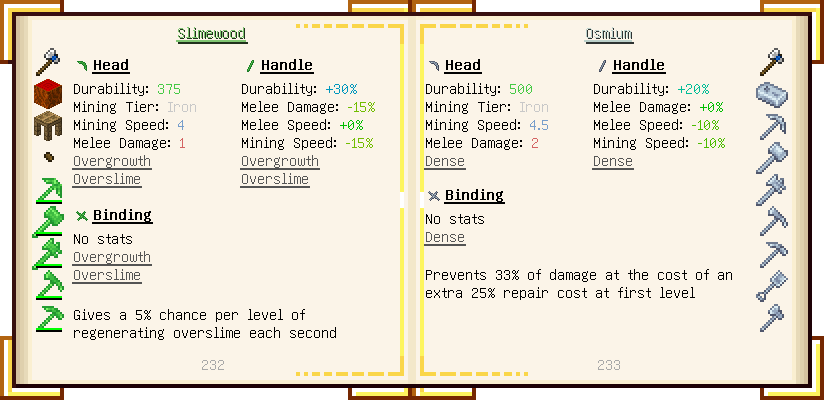 Slimewood
Head
Durability: 375
Mining Tier: Iron
Mining Speed: 4
Melee Damage: 1
Overgrowth
Overslime
Handle
Durability: +30%
Melee Damage: -15%
Melee Speed: +0%
Mining Speed: -15%
Overgrowth
Overslime
Binding
No stats
Overgrowth
Overslime
Gives a 5% chance per level of
regenerating overslime each second
232
Osmium
Head
Durability: 500
Mining Tier: Iron
Mining Speed: 4.5
Melee Damage: 2
Dense
Handle
Durability: +20%
Melee Damage: +0%
Melee Speed: -10%
Mining Speed: -10%
Dense
Binding
No stats
Dense
Prevents 33% of damage at the cost of an
extra 25% repair cost at first level
233